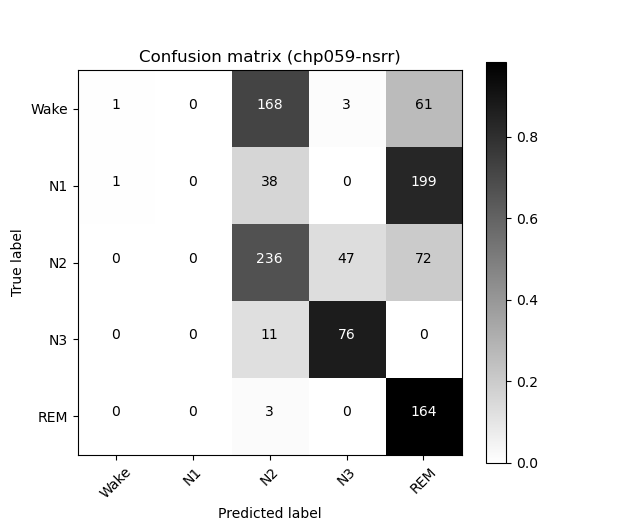 Confusion matrix (chp059-nsrr)
True label
Wake 1 0 168 3 61
N1 1 0 38 0 199
N2 0 0 236 47 72
N3 0 0 11 76 0
REM 0 0 3 0 164
Wake N1 N2 N3 REM
Predicted label
0.8
0.6
0.4
0.2
0.0